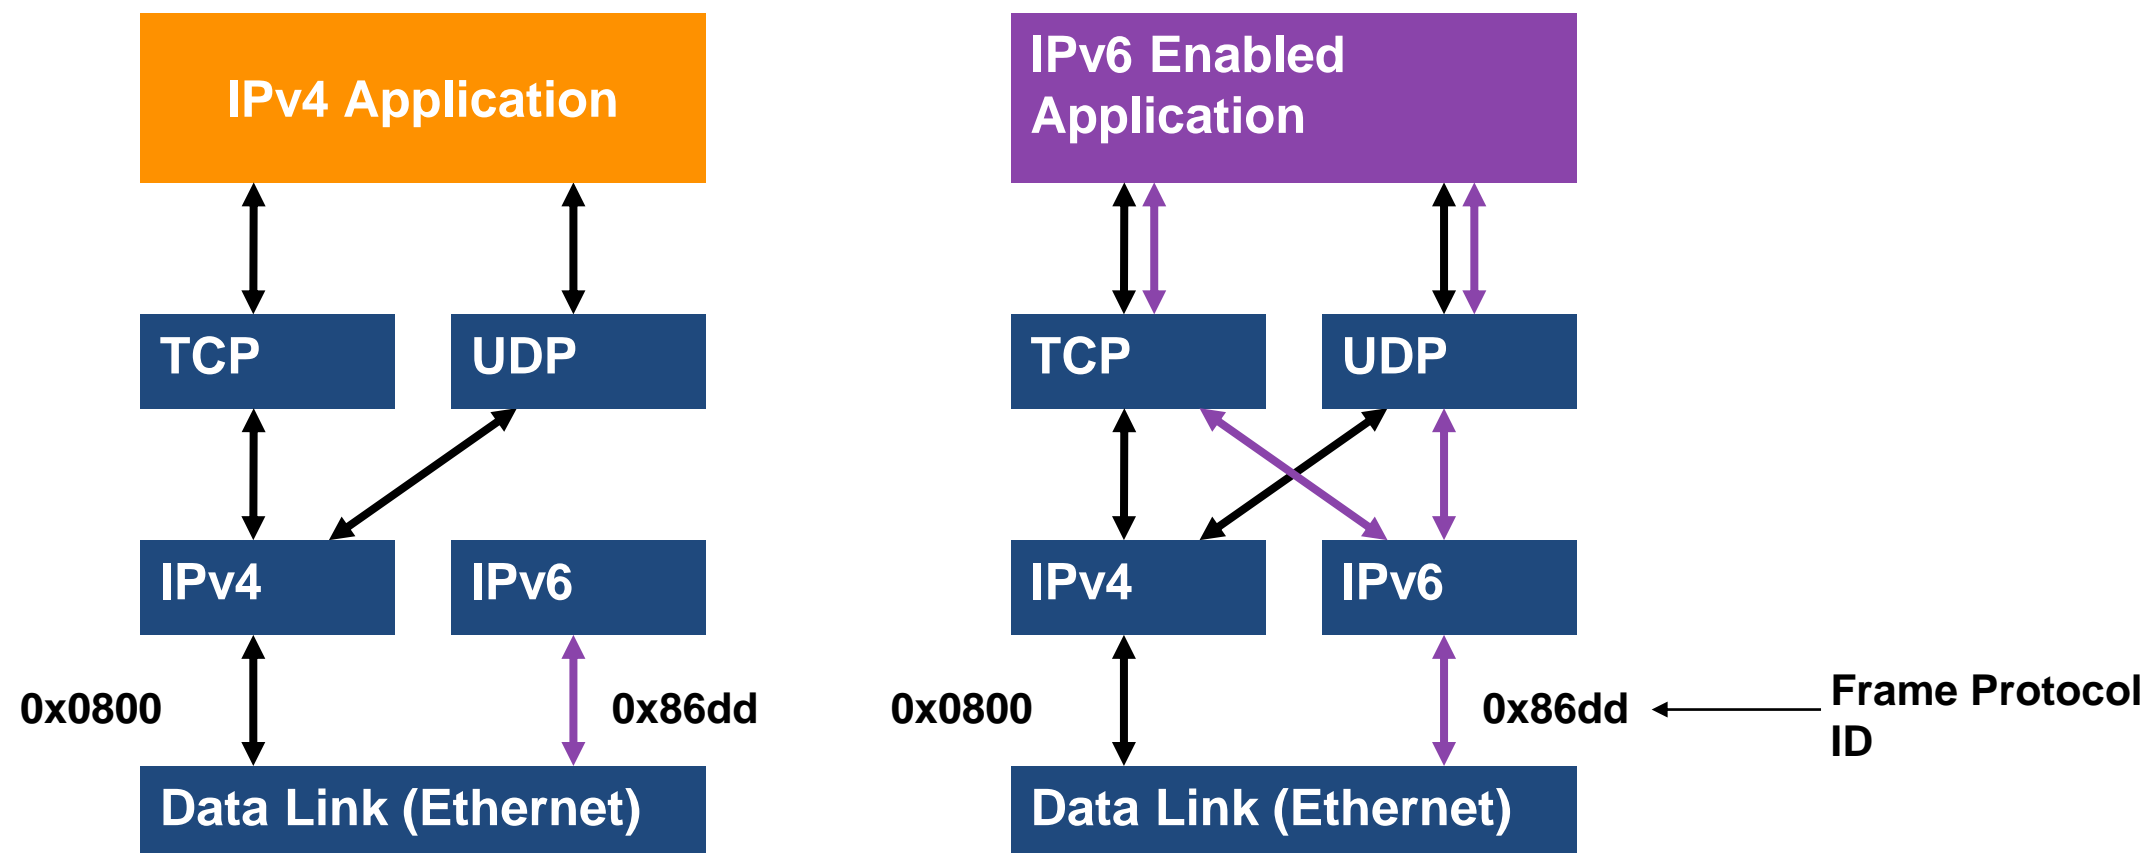 IPv4 Application
TCP
UDP
IPv4
IPv6
0x0800
0x86dd
Data Link (Ethernet)
IPv6 Enabled
Application
TCP
UDP
IPv4
IPv6
0x0800
0x86dd
Frame Protocol
ID
Data Link (Ethernet)